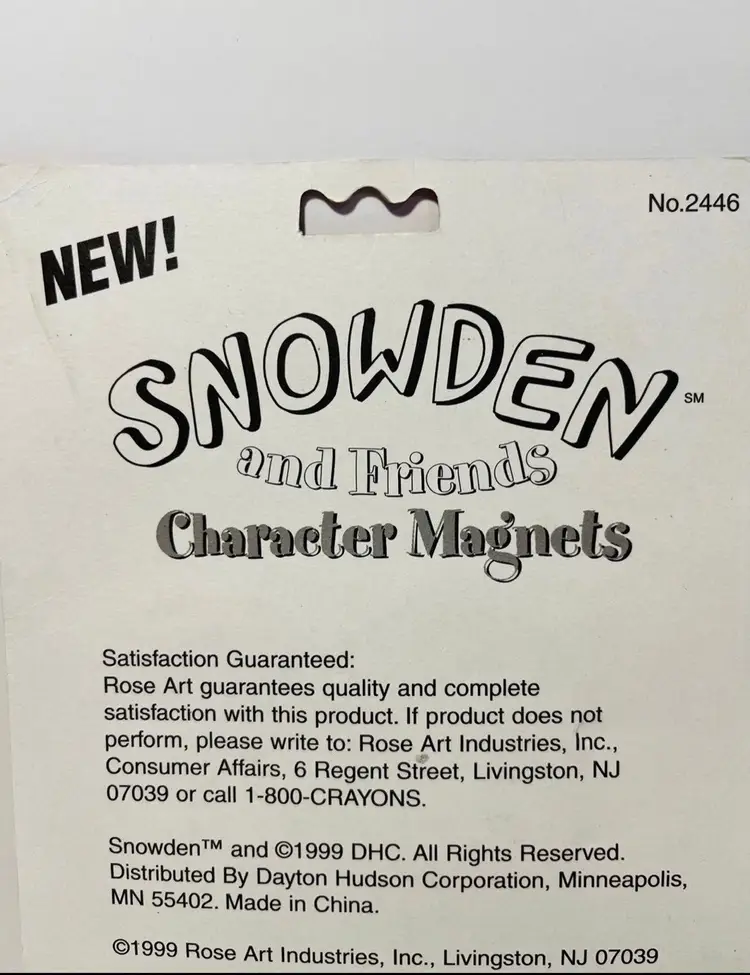 No.2446
NEW!
SNOWDEN SM
and Friends
Character Magnets
Satisfaction Guaranteed:
Rose Art guarantees quality and complete
satisfaction with this product. If product does not
perform, please write to: Rose Art Industries, Inc.,
Consumer Affairs, 6 Regent Street, Livingston, NJ
07039 or call 1-800-CRAYONS.
Snowden™ and ©1999 DHC. All Rights Reserved.
Distributed By Dayton Hudson Corporation, Minneapolis,
MN 55402. Made in China.
©1999 Rose Art Industries, Inc., Livingston, NJ 07039